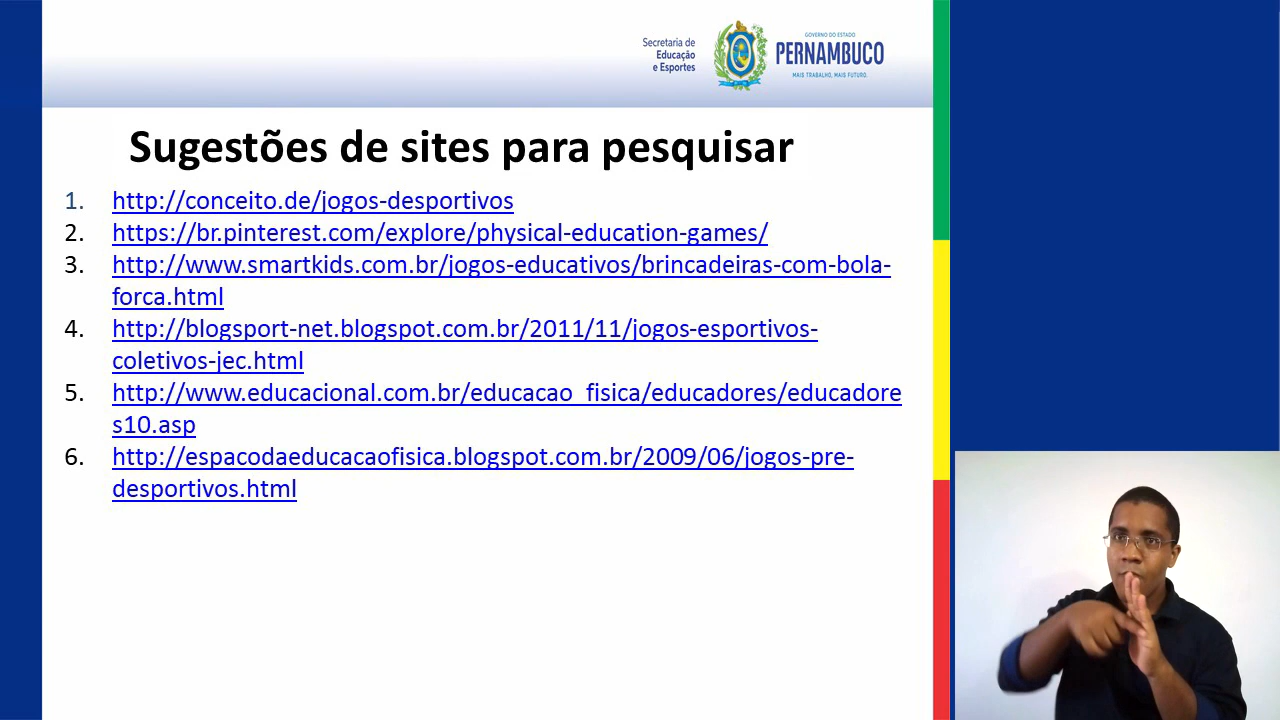 Secretaria de
Educação
e Esportes
GOVERNO DO ESTADO
PERNAMBUCO
MAIS TRABALHO, MAIS FUTURO.
Sugestões de sites para pesquisar
1. http://conceito.de/jogos-desportivos
2. https://br.pinterest.com/explore/physical-education-games/
3. http://www.smartkids.com.br/jogos-educativos/brincadeiras-com-bola-
forca.html
4. http://blogsport-net.blogspot.com.br/2011/11/jogos-esportivos-
coletivos-jec.html
5. http://www.educacional.com.br/educacao_fisica/educadores/educadore
s10.asp
6. http://espacodaeducacaofisica.blogspot.com.br/2009/06/jogos-pre-
desportivos.html